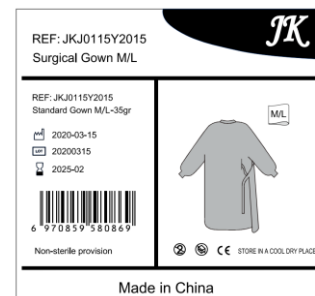 JK
REF: JKJ0115Y2015
Surgical Gown M/L
REF: JKJ0115Y2015
Standard Gown M/L-35gr
2020-03-15
LOT 20200315
2025-02
6 970859 580869
Non-sterile provision
M/L
CE STORE IN A COOL DRY PLACE
Made in China